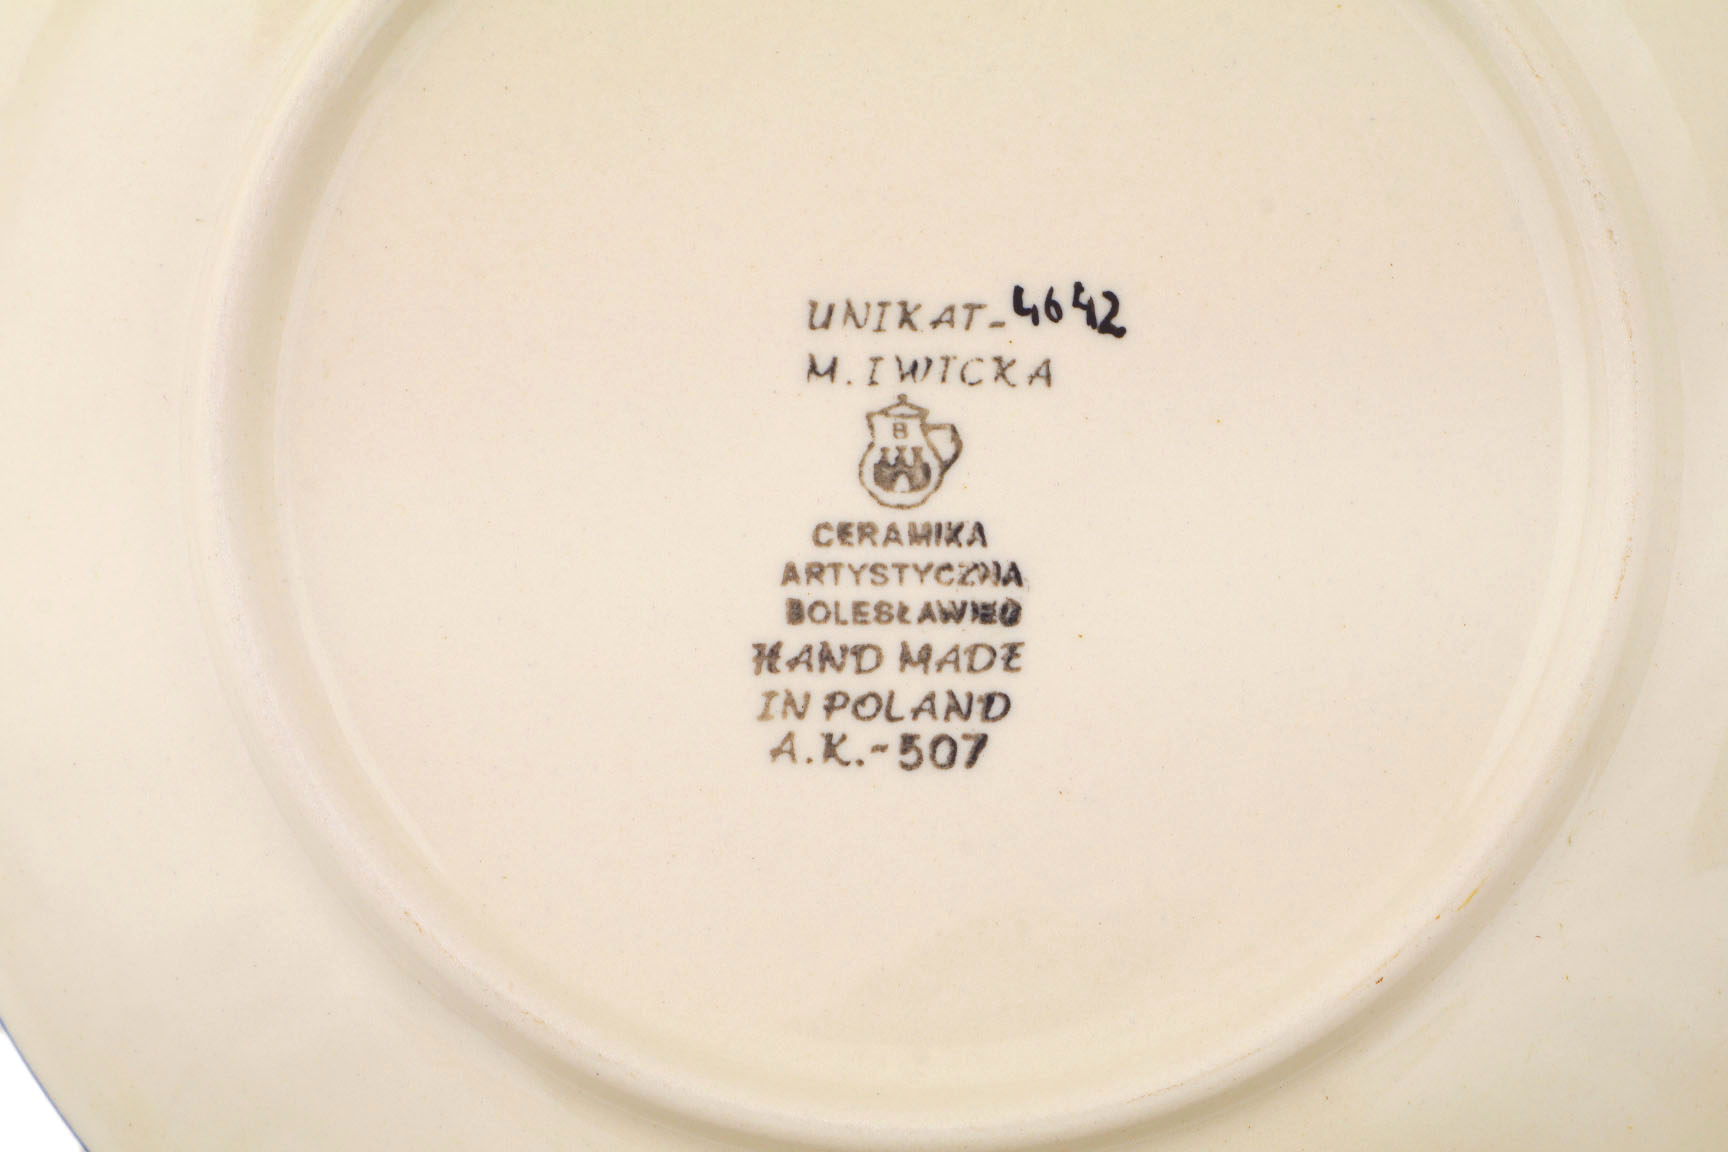 UNIKAT-4642
M. IWICKA
B
CERAMIKA
ARTYSTYCZNA
BOLESŁAWIEC
HAND MADE
IN POLAND
A.K.-507